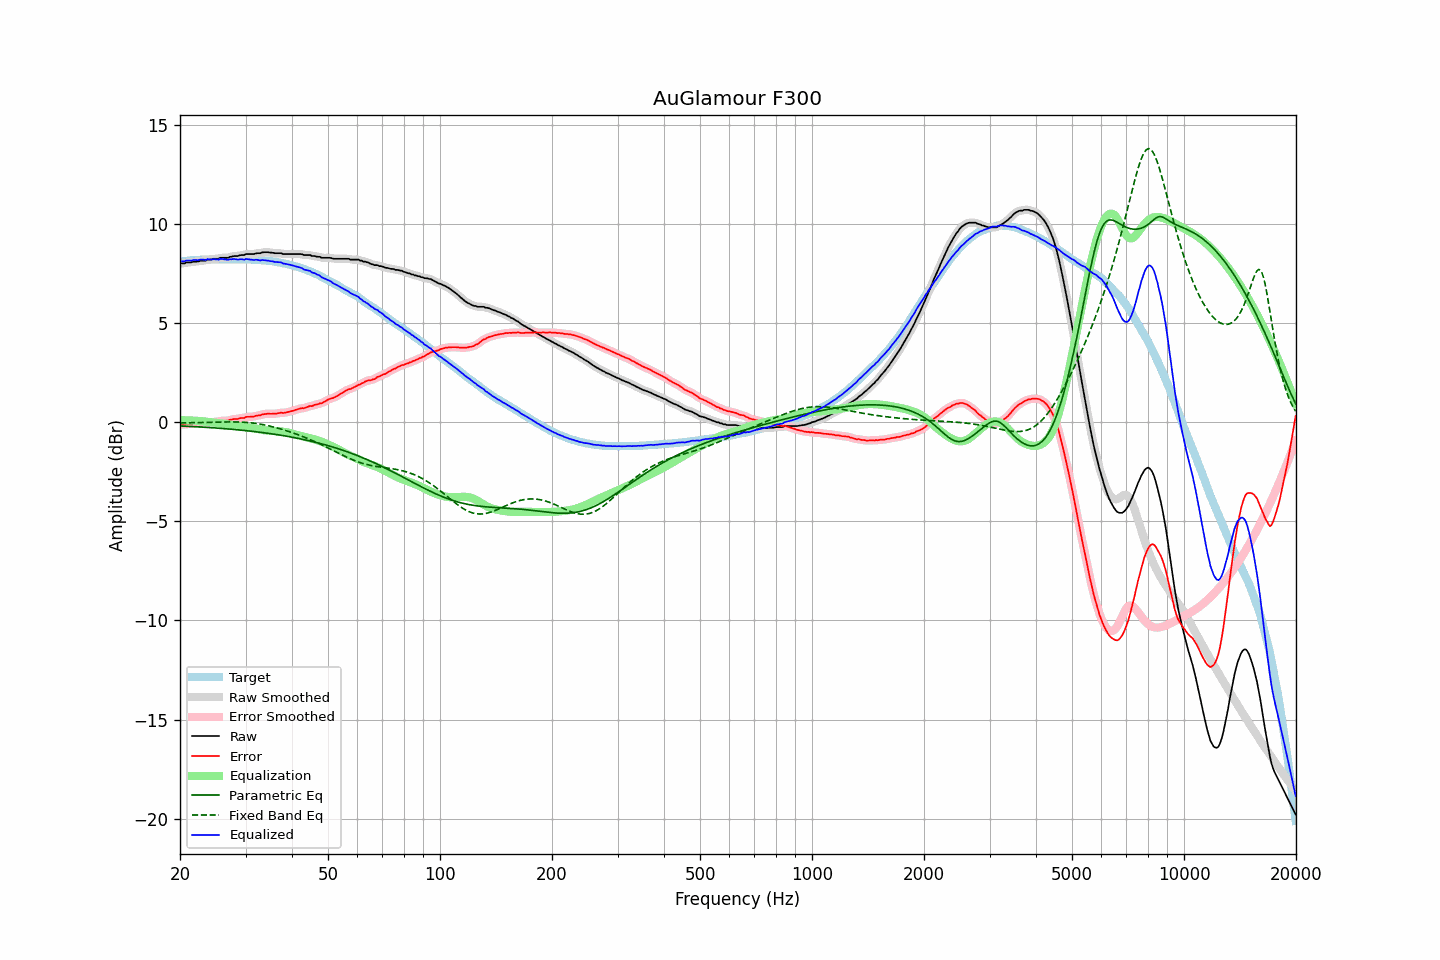 AuGlamour F300
15
10
5
0
−5
−10
−15
−20
Amplitude (dBr)
Target
Raw Smoothed
Error Smoothed
Raw
Error
Equalization
Parametric Eq
Fixed Band Eq
Equalized
20 50 100 200 500 1000 2000 5000 10000 20000
Frequency (Hz)